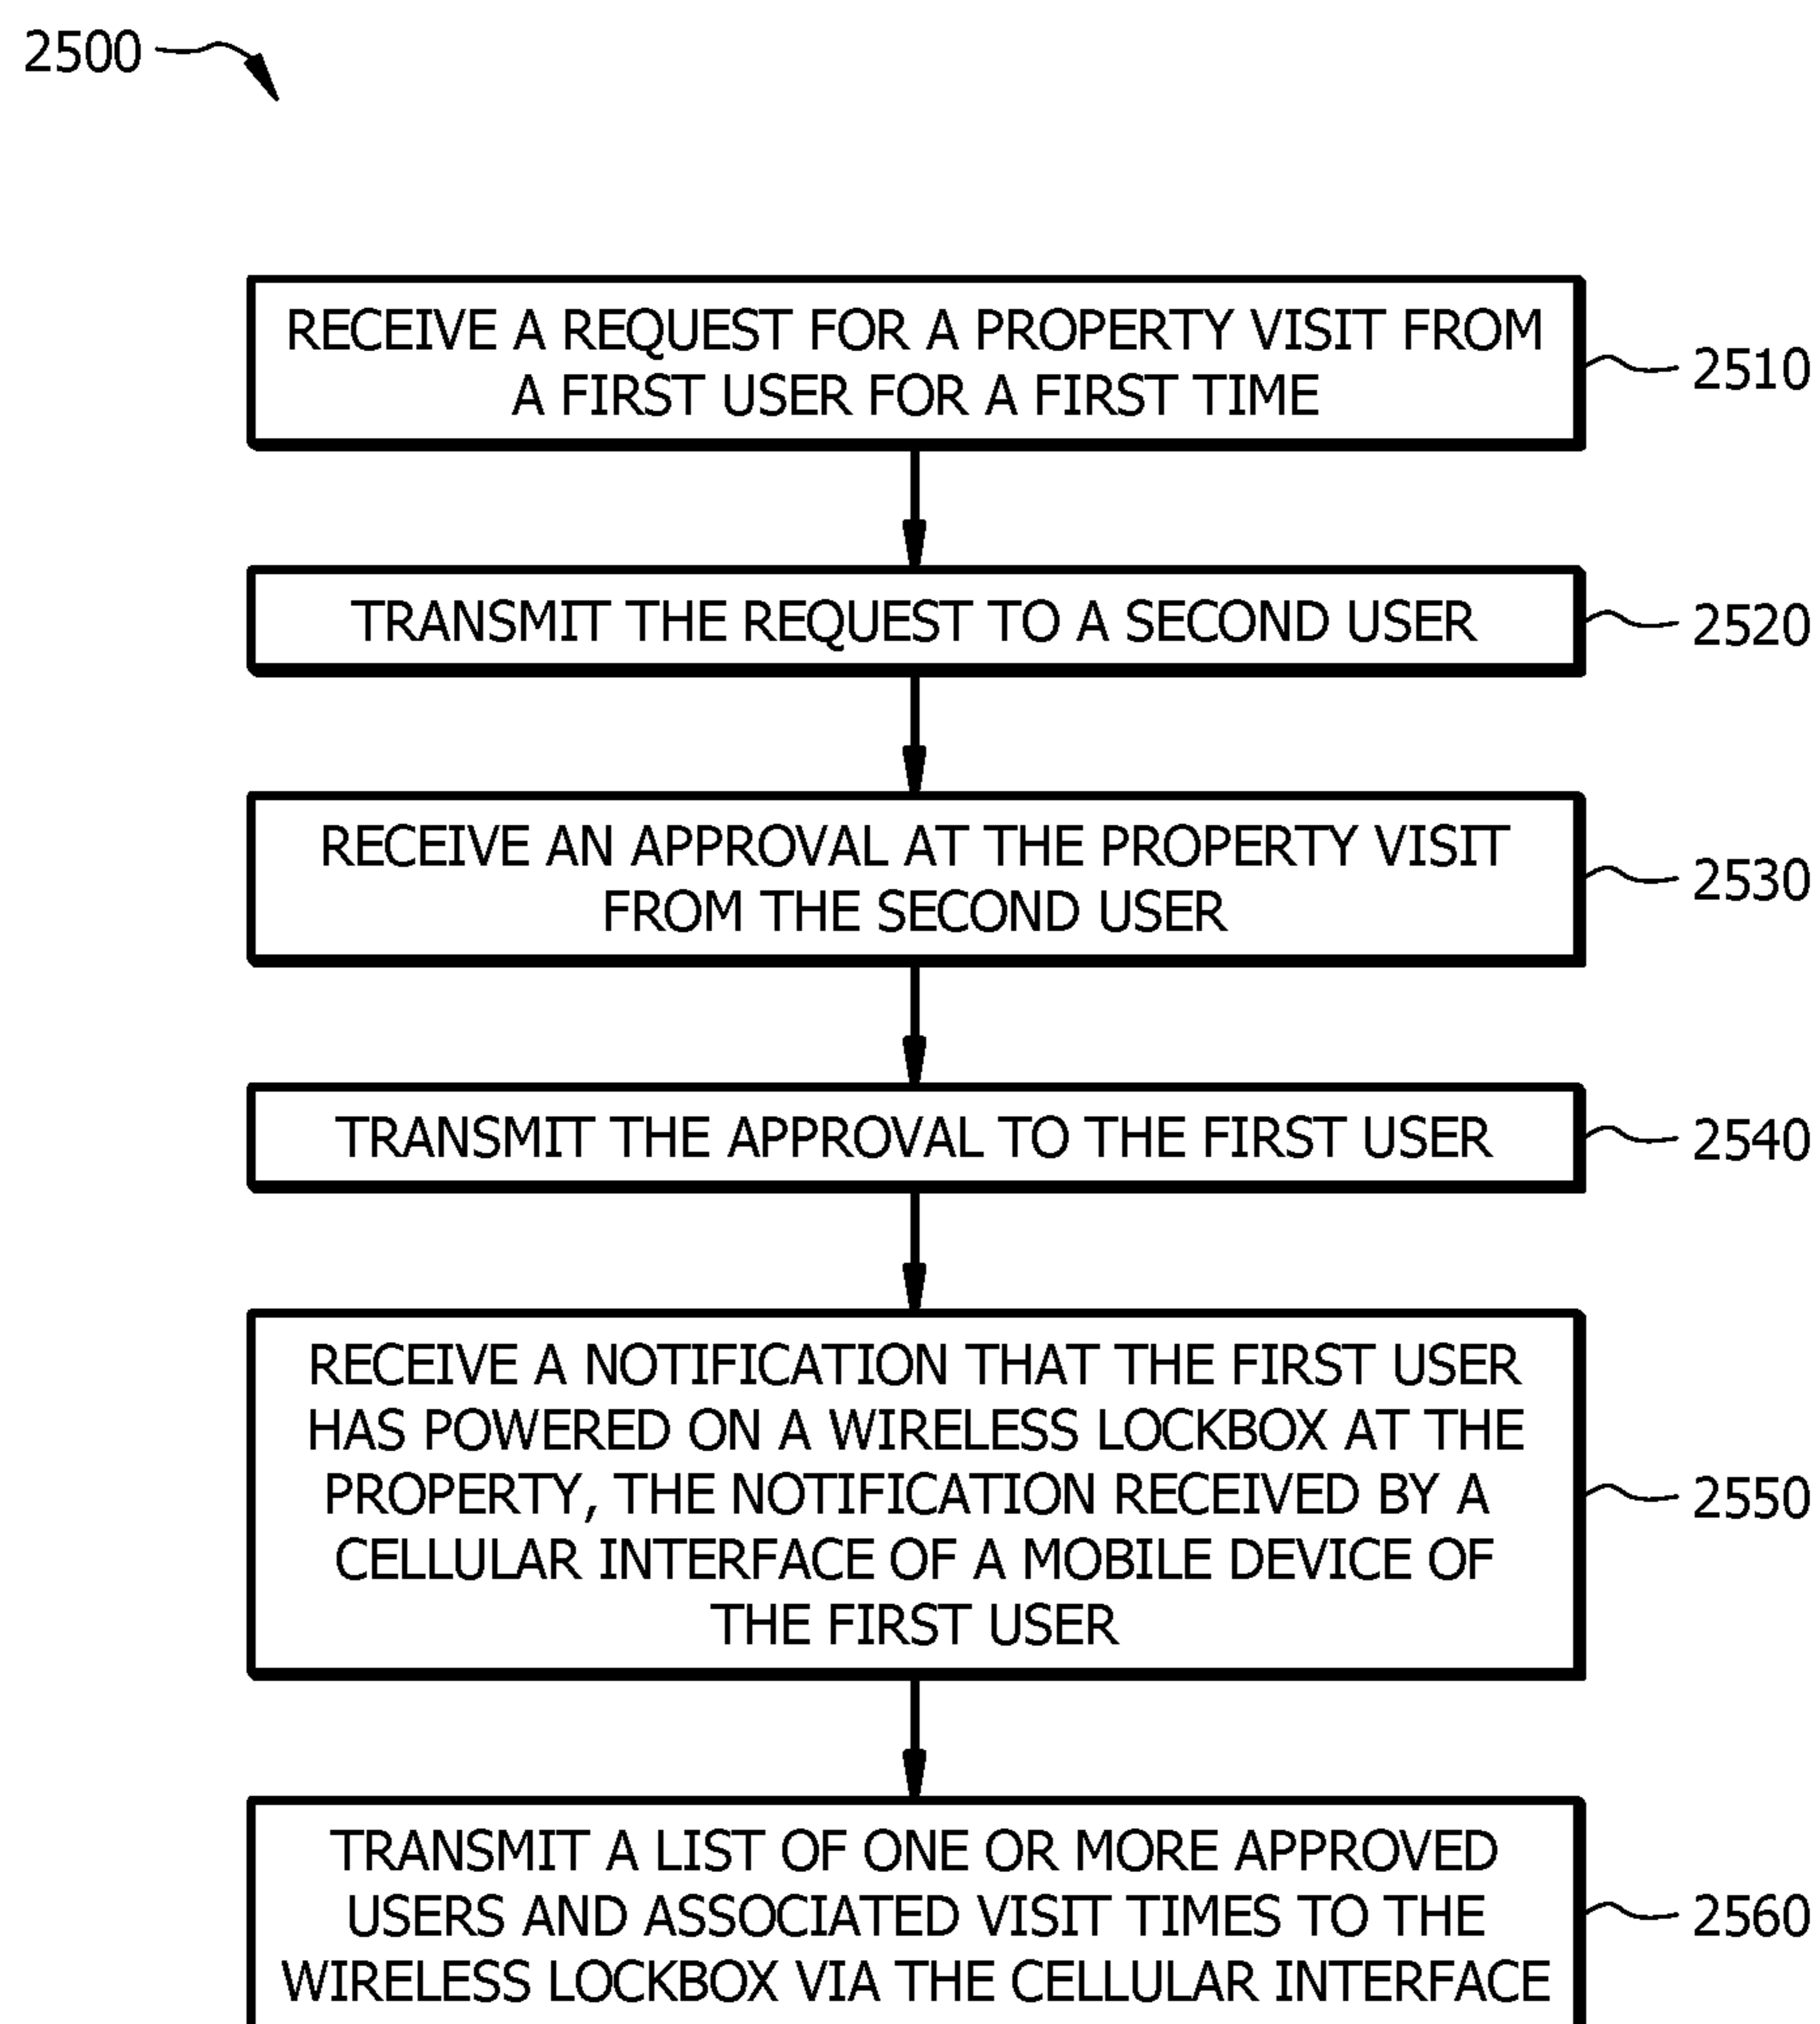 2500
RECEIVE A REQUEST FOR A PROPERTY VISIT FROM
A FIRST USER FOR A FIRST TIME
2510
TRANSMIT THE REQUEST TO A SECOND USER
2520
RECEIVE AN APPROVAL AT THE PROPERTY VISIT
FROM THE SECOND USER
2530
TRANSMIT THE APPROVAL TO THE FIRST USER
2540
RECEIVE A NOTIFICATION THAT THE FIRST USER
HAS POWERED ON A WIRELESS LOCKBOX AT THE
PROPERTY, THE NOTIFICATION RECEIVED BY A
CELLULAR INTERFACE OF A MOBILE DEVICE OF
THE FIRST USER
2550
TRANSMIT A LIST OF ONE OR MORE APPROVED
USERS AND ASSOCIATED VISIT TIMES TO THE
WIRELESS LOCKBOX VIA THE CELLULAR INTERFACE
2560